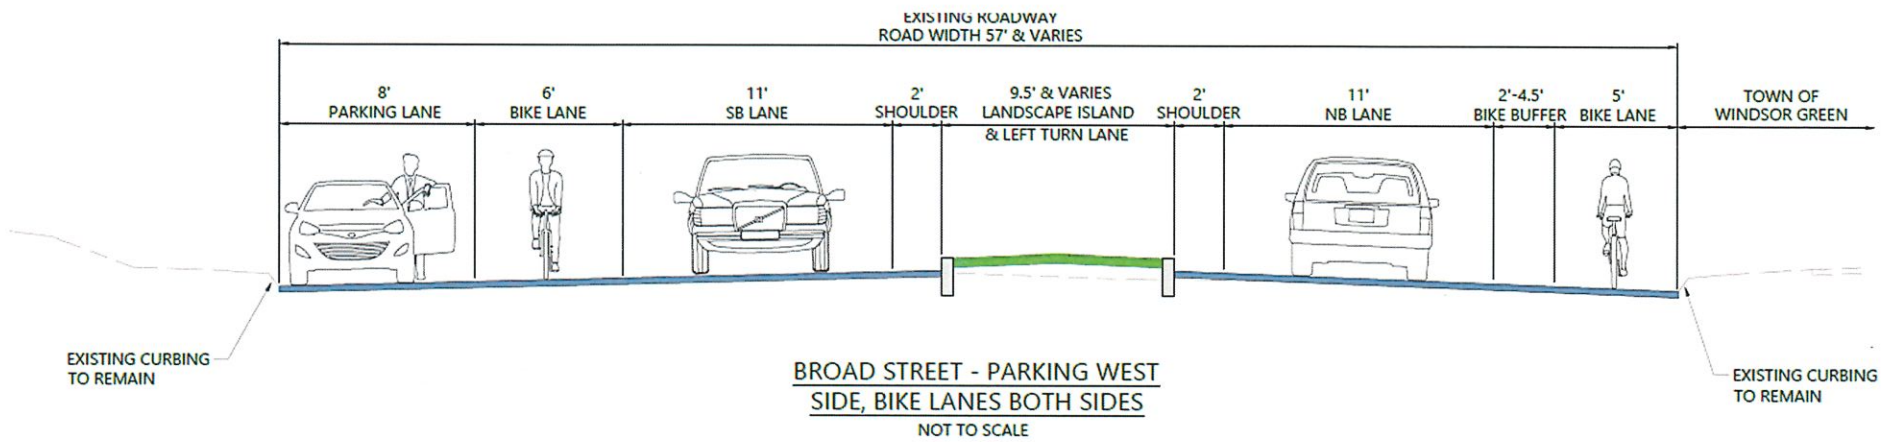 EXISTING ROADWAY
ROAD WIDTH 57' & VARIES
8'
PARKING LANE
6'
BIKE LANE
11'
SB LANE
2'
SHOULDER
9.5' & VARIES
LANDSCAPE ISLAND
& LEFT TURN LANE
2'
SHOULDER
11'
NB LANE
2'-4.5'
BIKE BUFFER
5'
BIKE LANE
TOWN OF
WINDSOR GREEN
EXISTING CURBING
TO REMAIN
EXISTING CURBING
TO REMAIN
BROAD STREET - PARKING WEST
SIDE, BIKE LANES BOTH SIDES
NOT TO SCALE